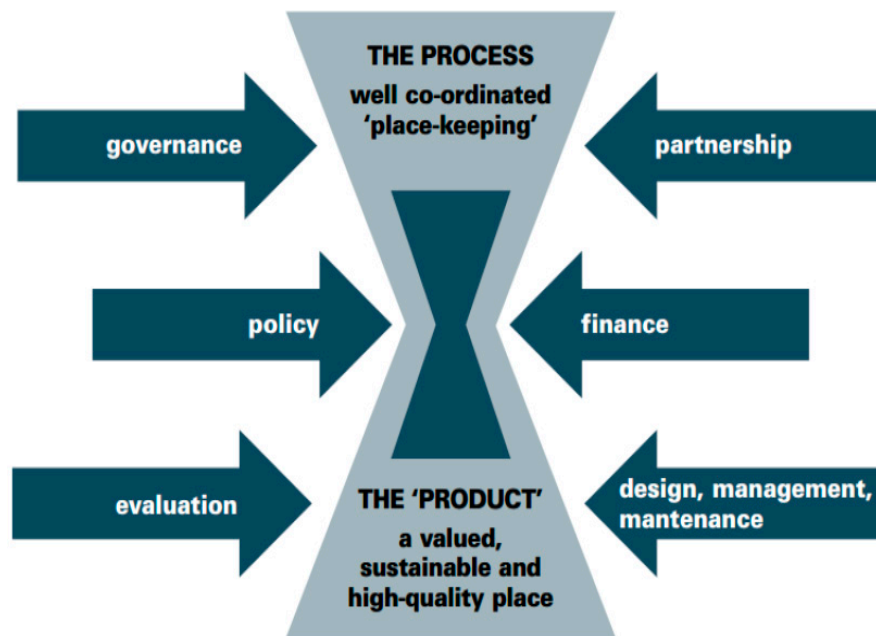 THE PROCESS
well co-ordinated
‘place-keeping’
governance
partnership
policy
finance
evaluation
design, management,
mantenance
THE ‘PRODUCT’
a valued,
sustainable and
high-quality place